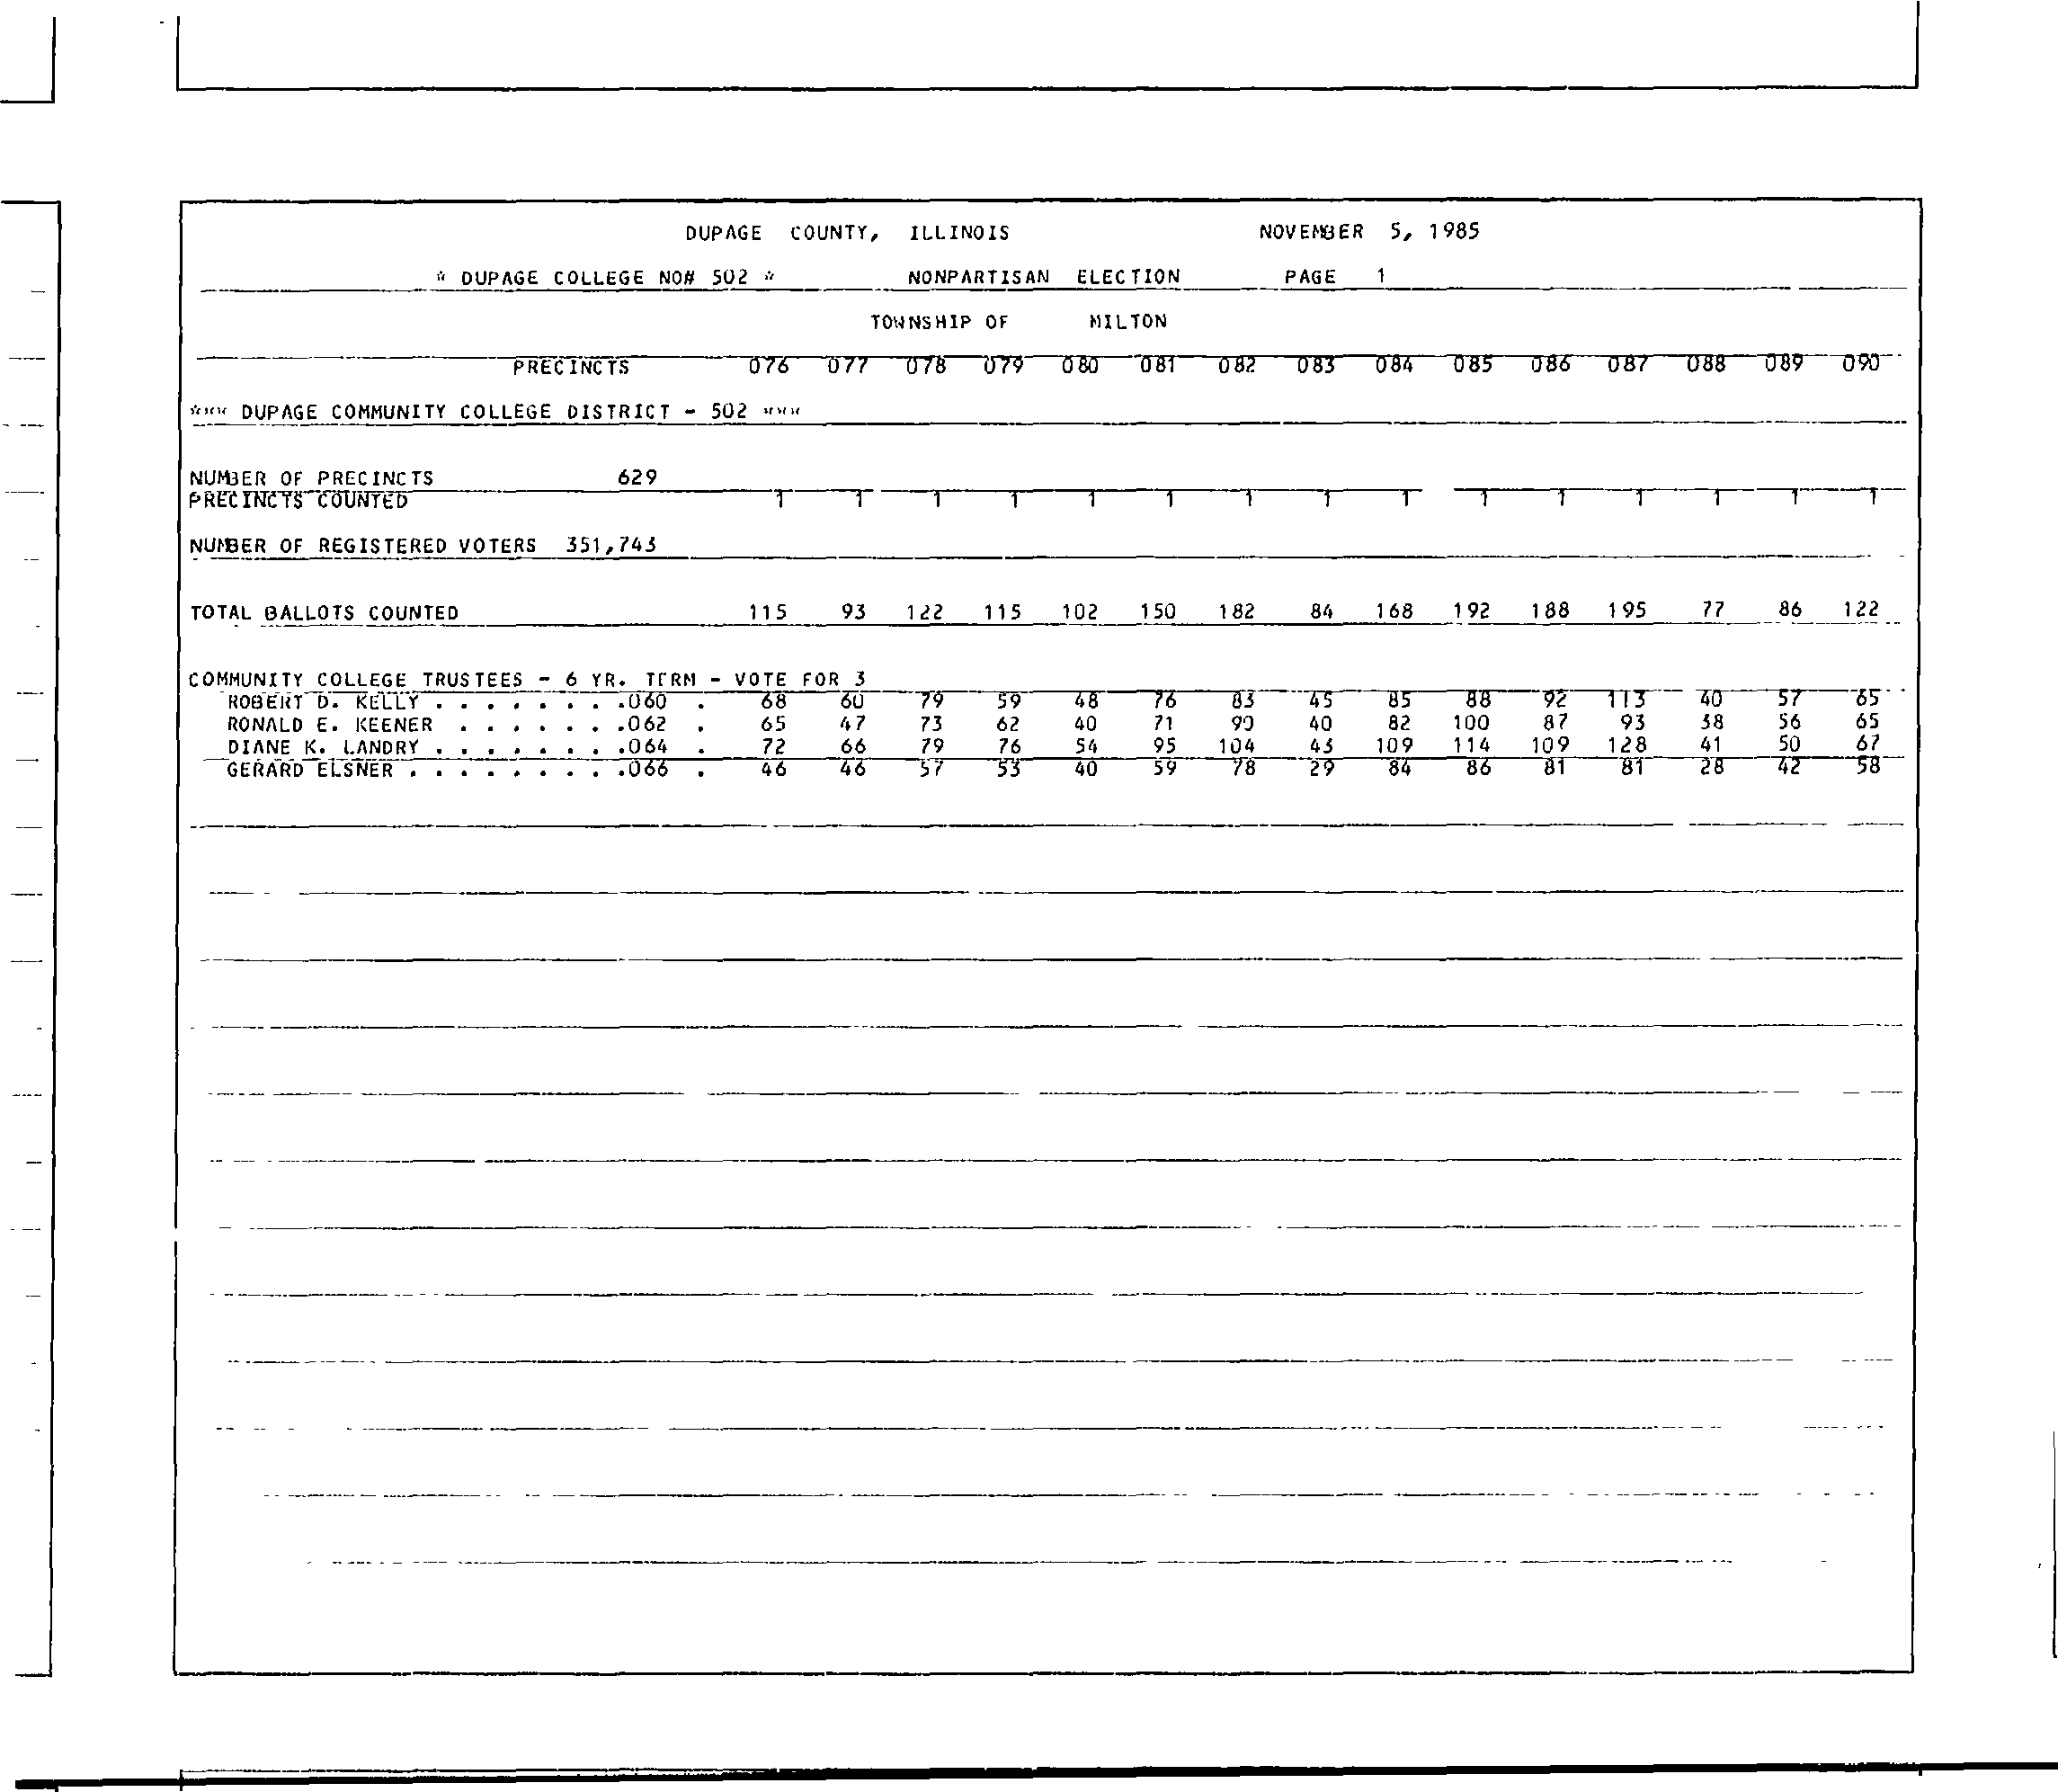 DUPAGE COUNTY, ILLINOIS NOVEMBER 5, 1985
* DUPAGE COLLEGE NO# 502 * NONPARTISAN ELECTION PAGE 1
TOWNSHIP OF MILTON
PRECINCTS 076 077 078 079 080 081 082 083 084 085 086 087 088 089 090
*** DUPAGE COMMUNITY COLLEGE DISTRICT - 502 ***
NUMBER OF PRECINCTS 629
PRECINCTS COUNTED 1 1 1 1 1 1 1 1 1 1 1 1 1 1 1
NUMBER OF REGISTERED VOTERS 351,743
TOTAL BALLOTS COUNTED 115 93 122 115 102 150 182 84 168 192 188 195 77 86 122
COMMUNITY COLLEGE TRUSTEES - 6 YR. TERM - VOTE FOR 3
ROBERT D. KELLY . . . . . . . .060 . 68 60 79 59 48 76 83 45 85 88 92 113 40 57 65
RONALD E. KEENER . . . . . . .062 . 65 47 73 62 40 71 90 40 82 100 87 93 38 56 65
DIANE K. LANDRY . . . . . . . .064 . 72 66 79 76 54 95 104 43 109 114 109 128 41 50 67
GERARD ELSNER . . . . . . . . .066 . 46 46 57 53 40 59 78 29 84 86 81 81 28 42 58